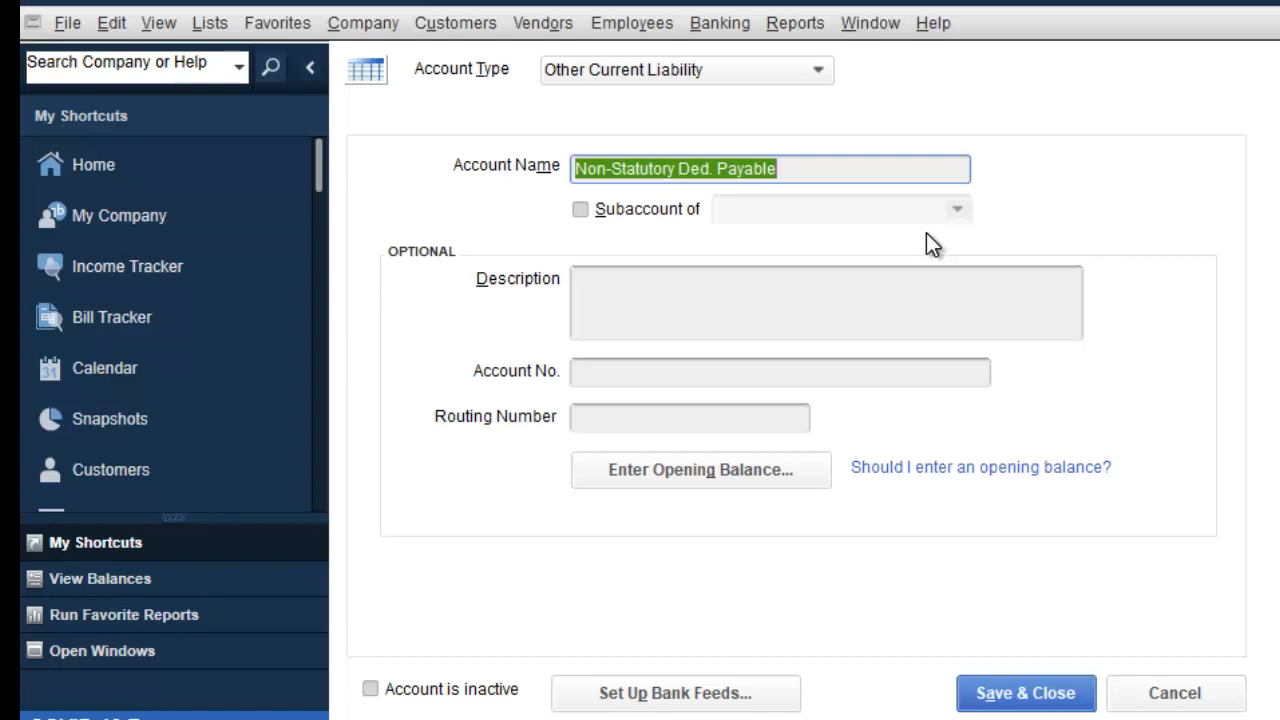 File Edit View Lists Favorites Company Customers Vendors Employees Banking Reports Window Help
Search Company or Help
Account Type Other Current Liability
My Shortcuts
Home
My Company
Income Tracker
Bill Tracker
31 Calendar
Snapshots
Customers
Account Name Non-Statutory Ded. Payable
Subaccount of
OPTIONAL
Description
Account No.
Routing Number
Enter Opening Balance... Should I enter an opening balance?
My Shortcuts
View Balances
Run Favorite Reports
Open Windows
Account is inactive Set Up Bank Feeds... Save & Close Cancel